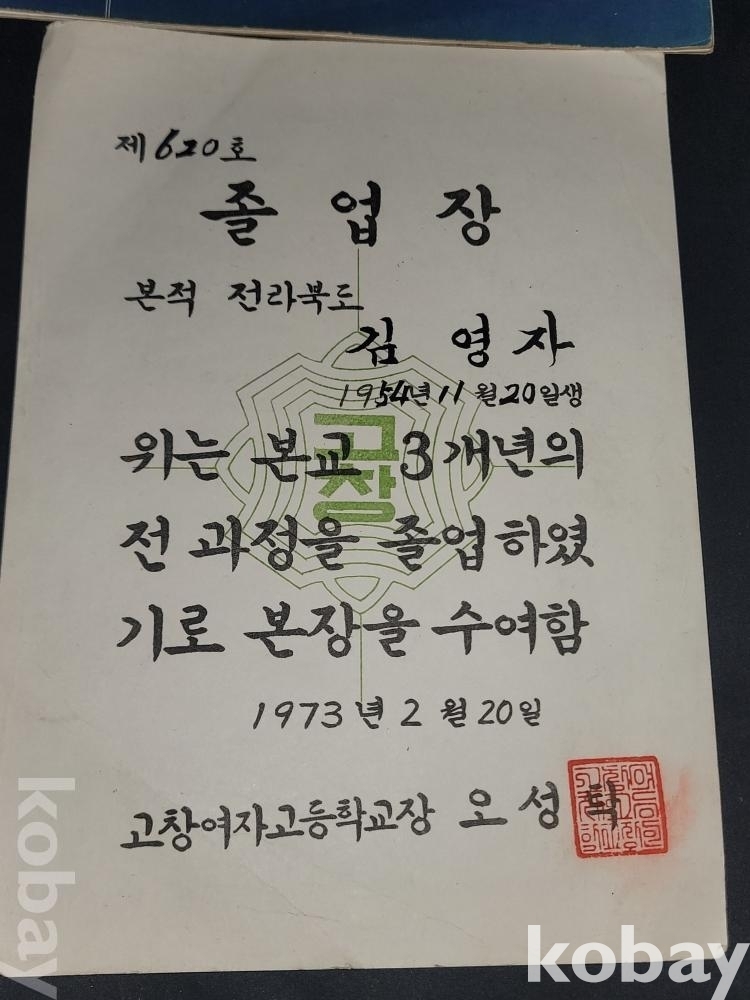 제620호
졸업장
본적 전라북도
김영자
1954년 11월 20일생
고창
위는 본교 3개년의
전 과정을 졸업하였
기로 본장을 수여함
1973년 2월 20일
고창여자고등학교장 오성탁
kobay
kobay